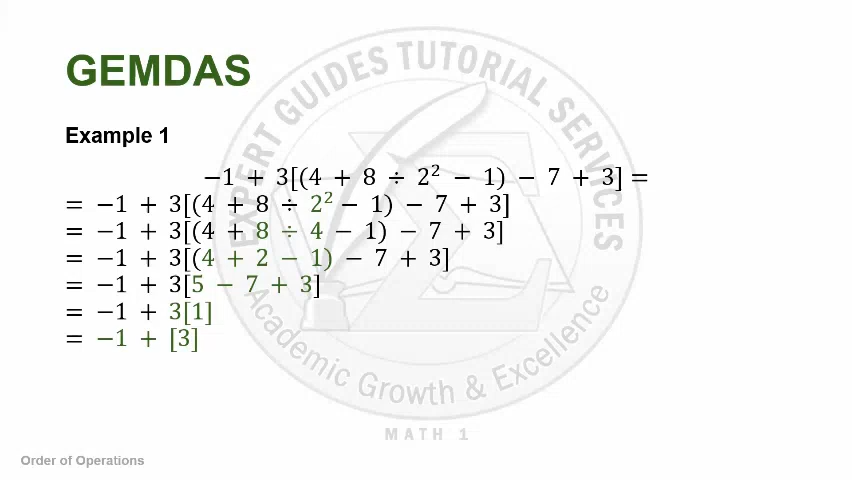 GEMDAS
Example 1
−1 + 3[(4 + 8 ÷ 2² − 1) − 7 + 3] =
= −1 + 3[(4 + 8 ÷ 2² − 1) − 7 + 3]
= −1 + 3[(4 + 8 ÷ 4 − 1) − 7 + 3]
= −1 + 3[(4 + 2 − 1) − 7 + 3]
= −1 + 3[5 − 7 + 3]
= −1 + 3[1]
= −1 + [3]
EXPERT GUIDES TUTORIAL SERVICES
Academic Growth & Excellence
MATH 1
Order of Operations